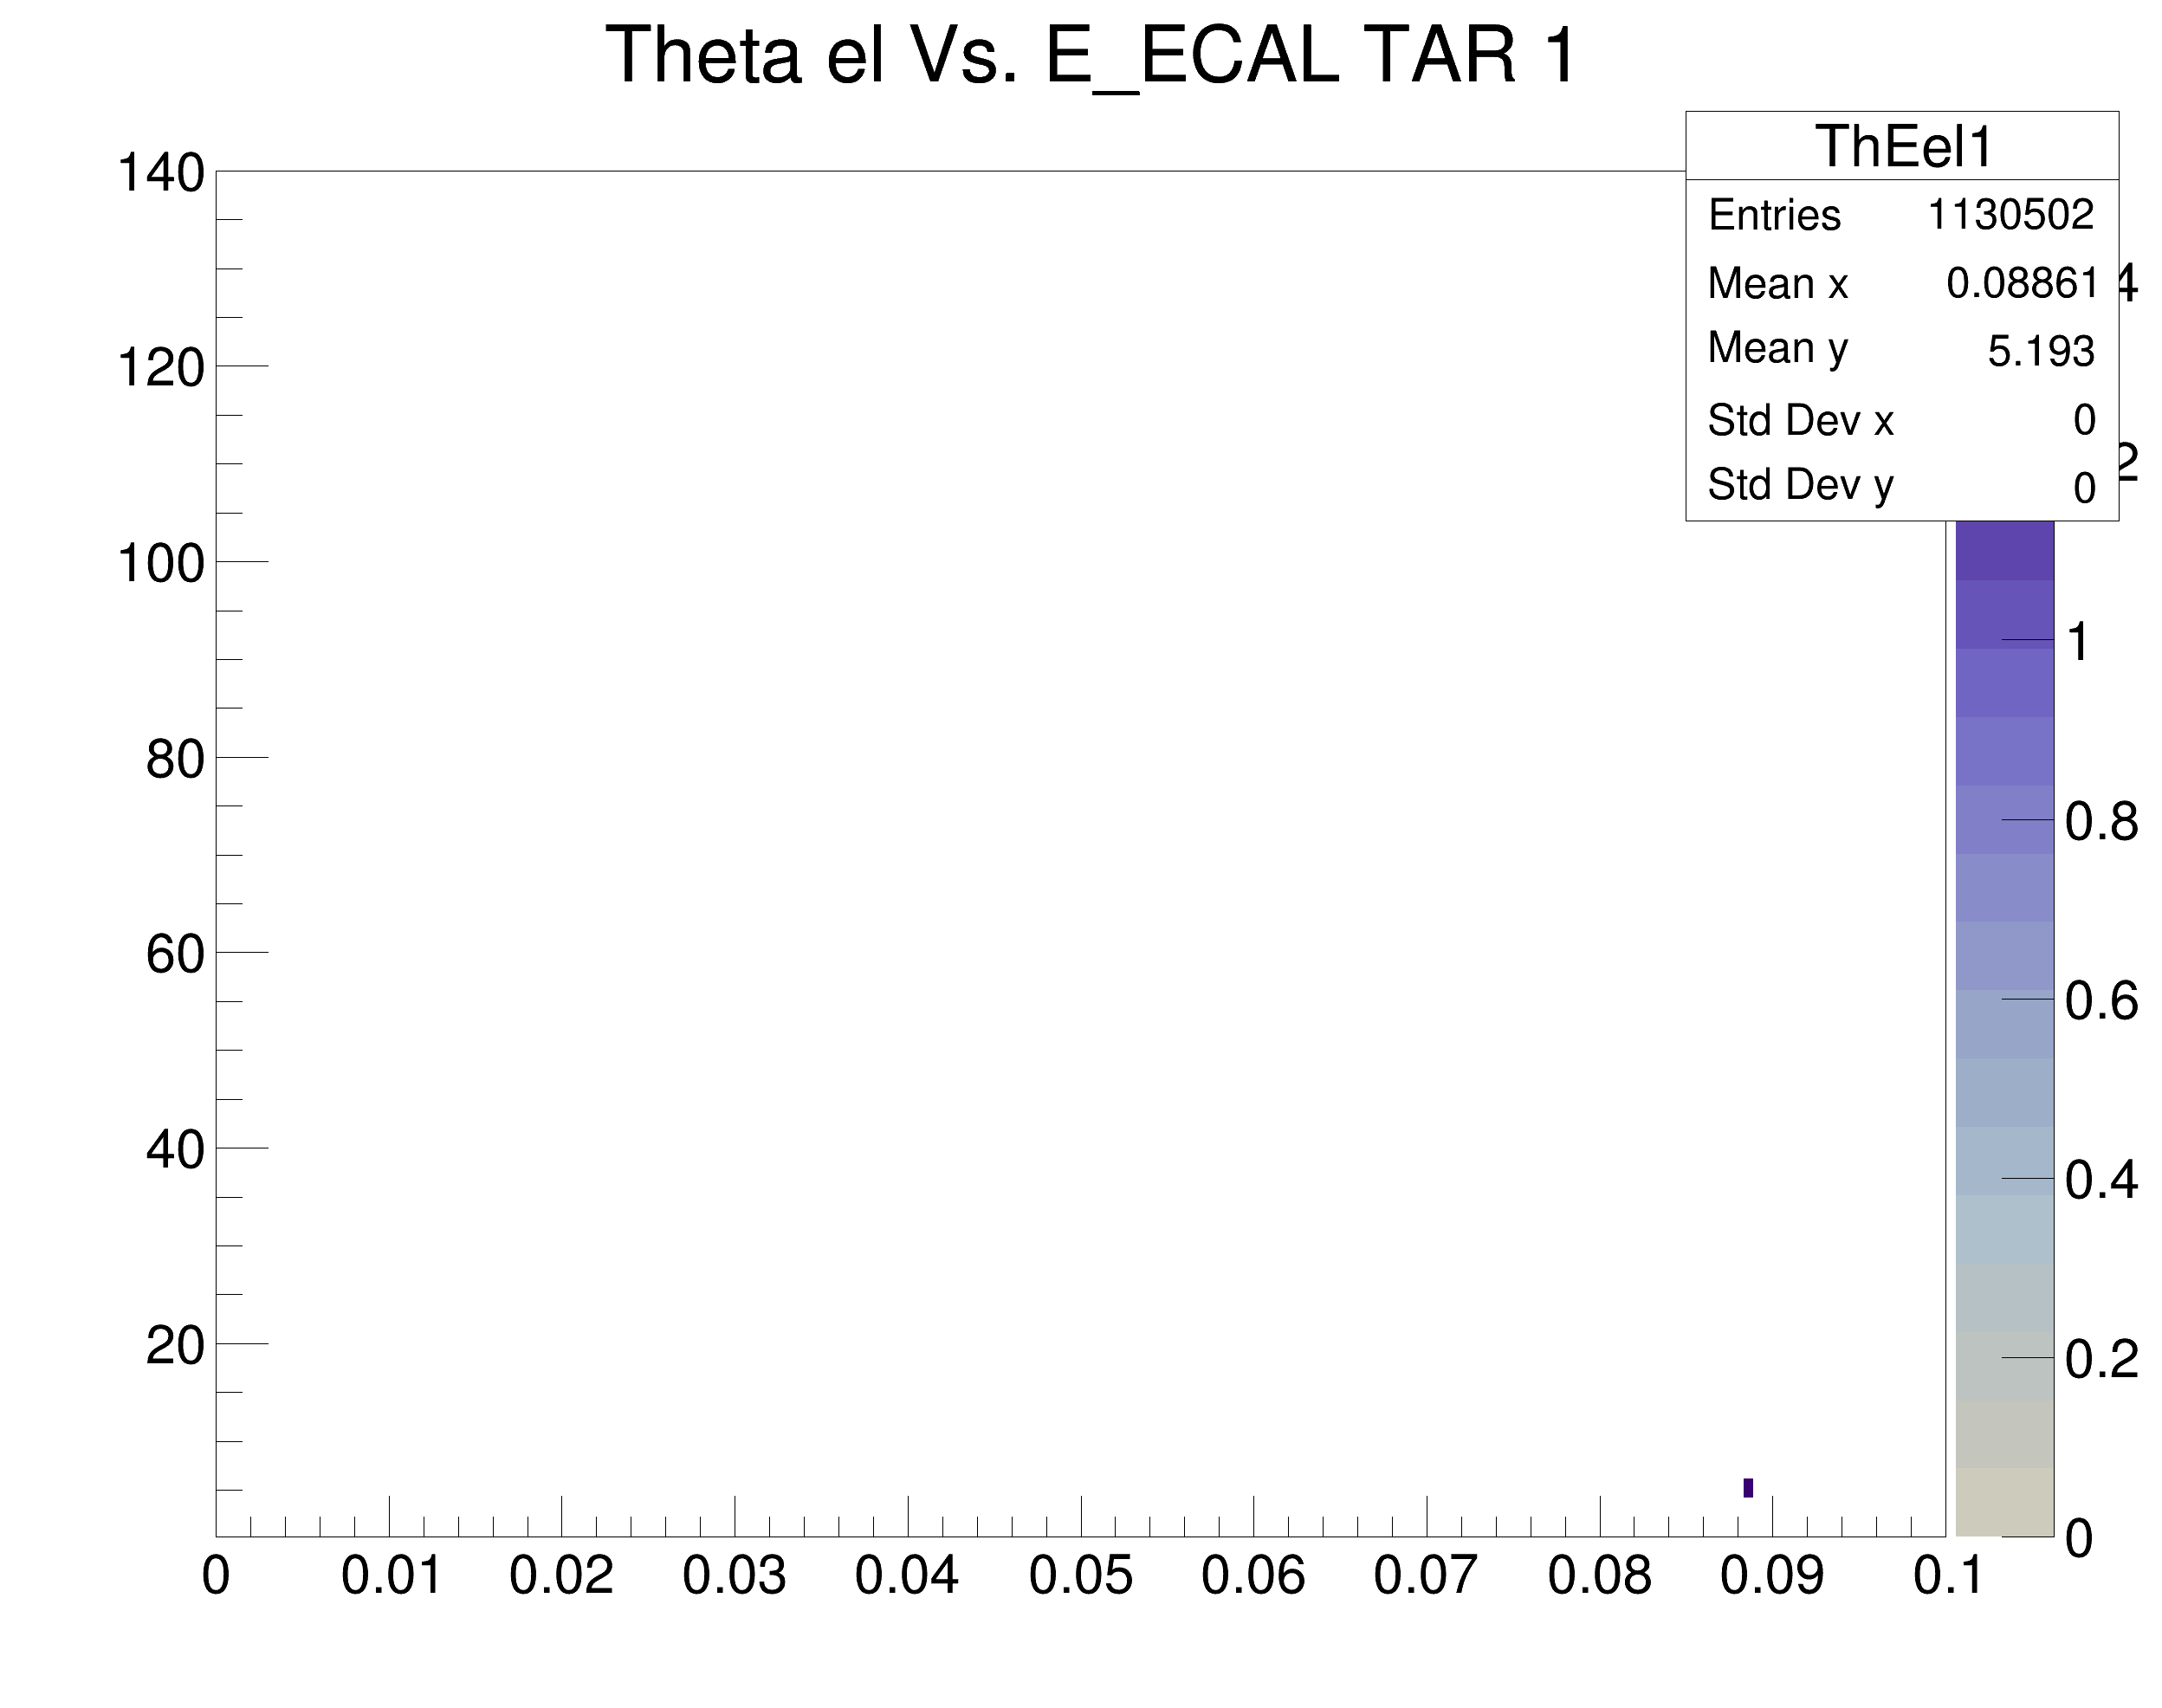 Theta el Vs. E_ECAL TAR 1
ThEel1
Entries 1130502
Mean x 0.08861
Mean y 5.193
Std Dev x 0
Std Dev y 0
140
120
100
80
60
40
20
4
2
1
0.8
0.6
0.4
0.2
0
0 0.01 0.02 0.03 0.04 0.05 0.06 0.07 0.08 0.09 0.1